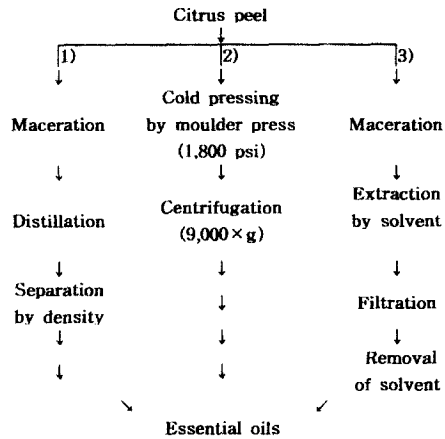 Citrus peel
1) 2) 3)
Cold pressing
Maceration by moulder press Maceration
(1,800 psi)
Extraction
Distillation Centrifugation by solvent
(9,000×g)
Separation
by density Filtration
Removal
of solvent
Essential oils